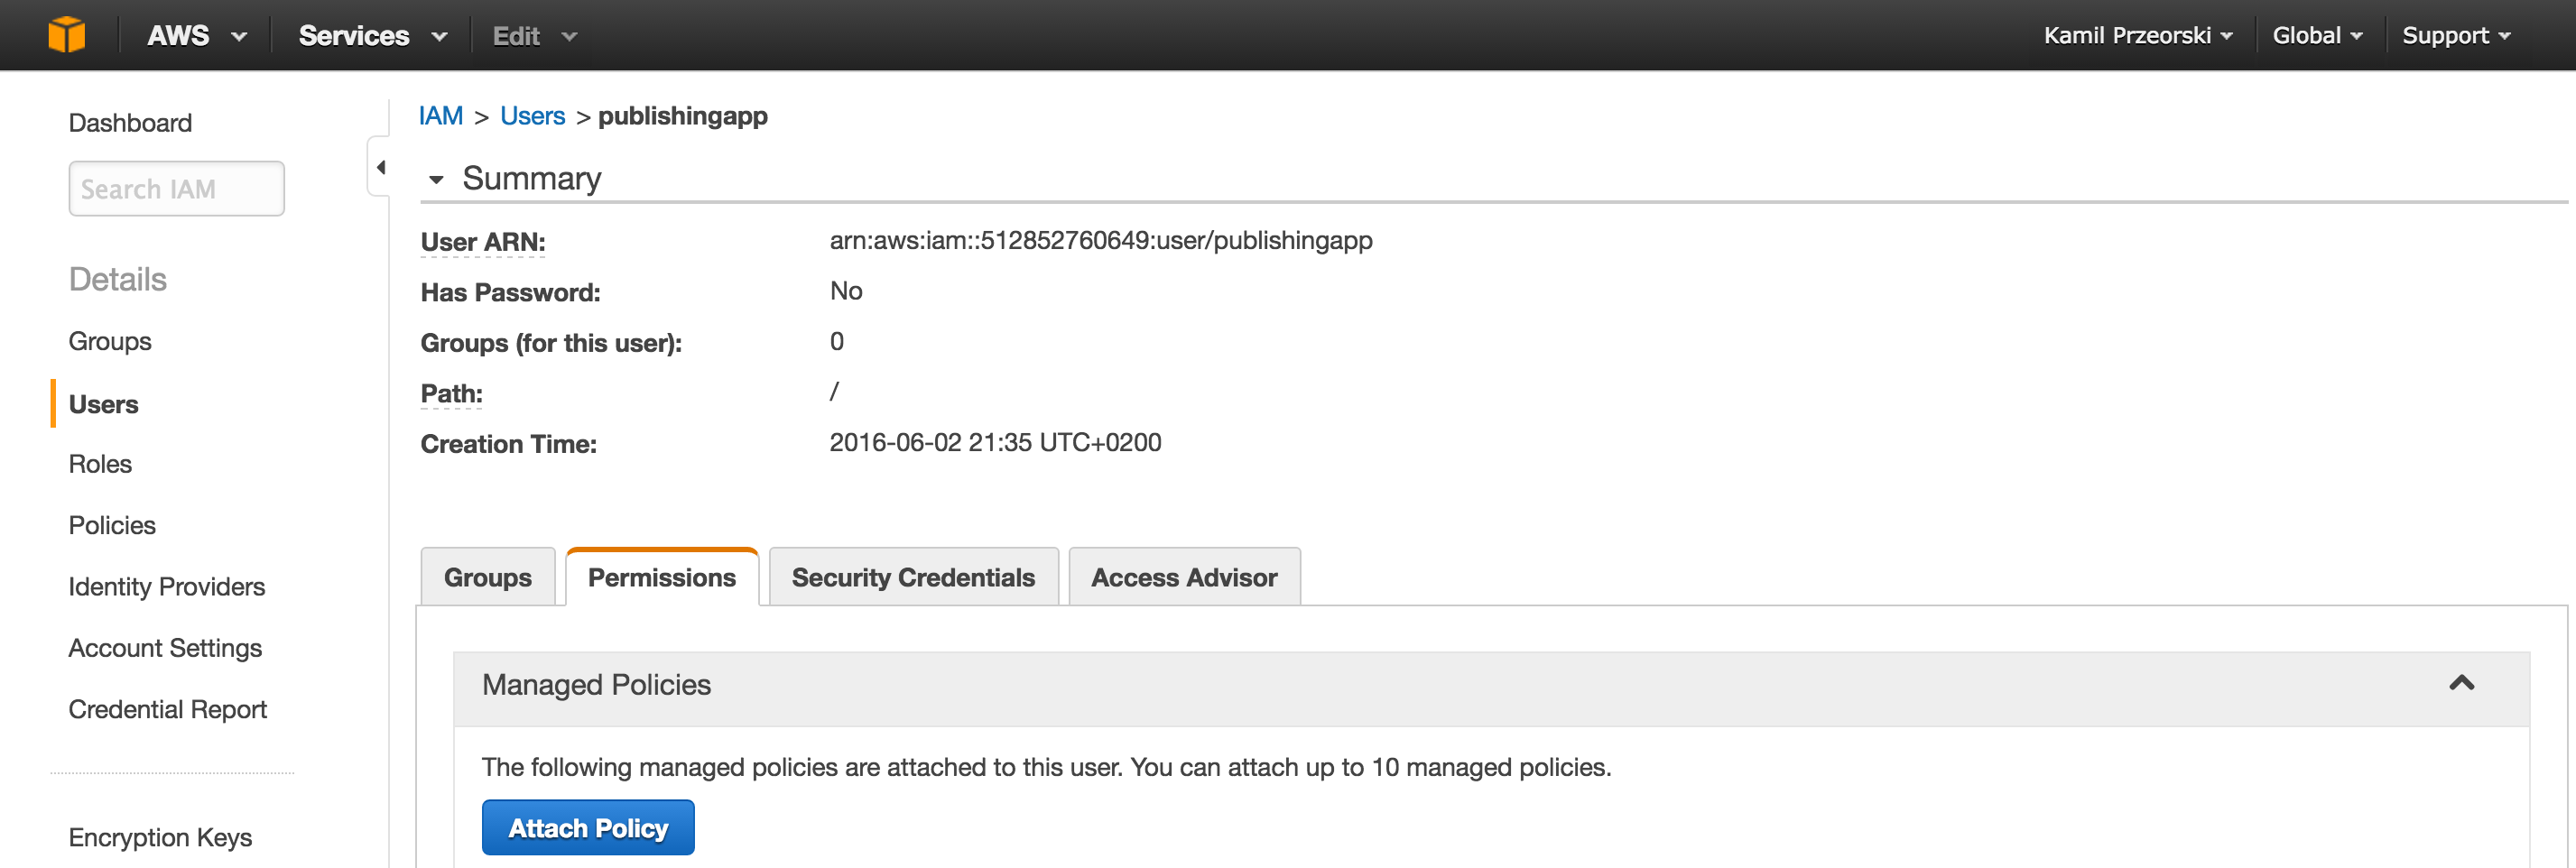 AWS Services Edit Kamil Przeorski Global Support
Dashboard
Search IAM
Details
Groups
Users
Roles
Policies
Identity Providers
Account Settings
Credential Report
Encryption Keys
IAM > Users > publishingapp
Summary
User ARN: arn:aws:iam::512852760649:user/publishingapp
Has Password: No
Groups (for this user): 0
Path: /
Creation Time: 2016-06-02 21:35 UTC+0200
Groups Permissions Security Credentials Access Advisor
Managed Policies
The following managed policies are attached to this user. You can attach up to 10 managed policies.
Attach Policy